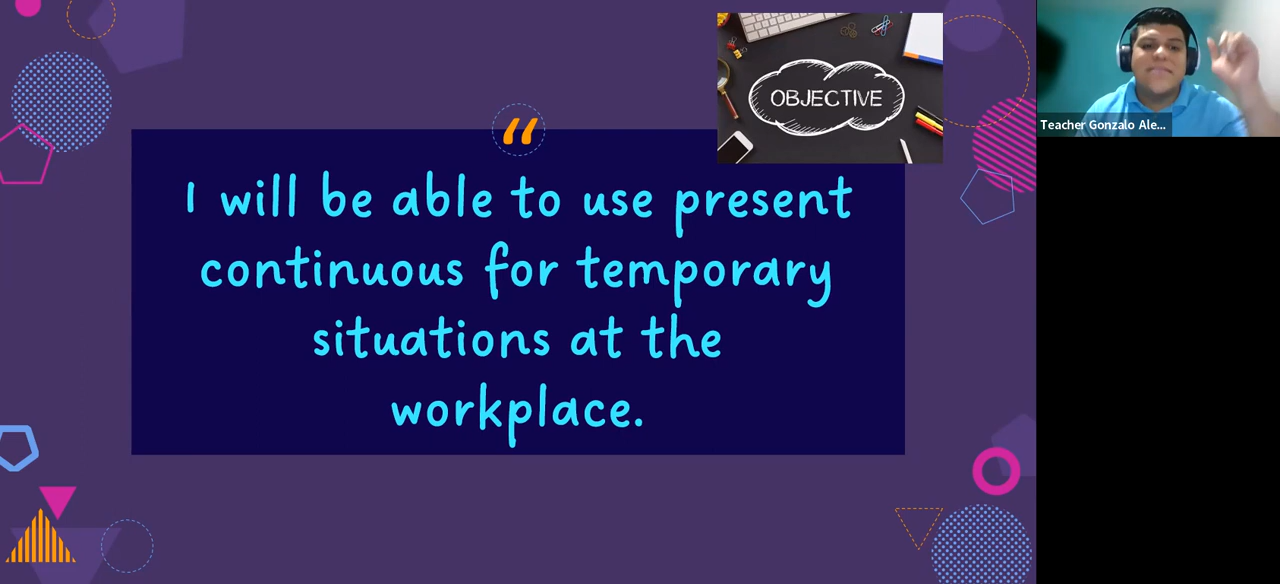 OBJECTIVE
“
I will be able to use present
continuous for temporary
situations at the
workplace.
Teacher Gonzalo Ale...